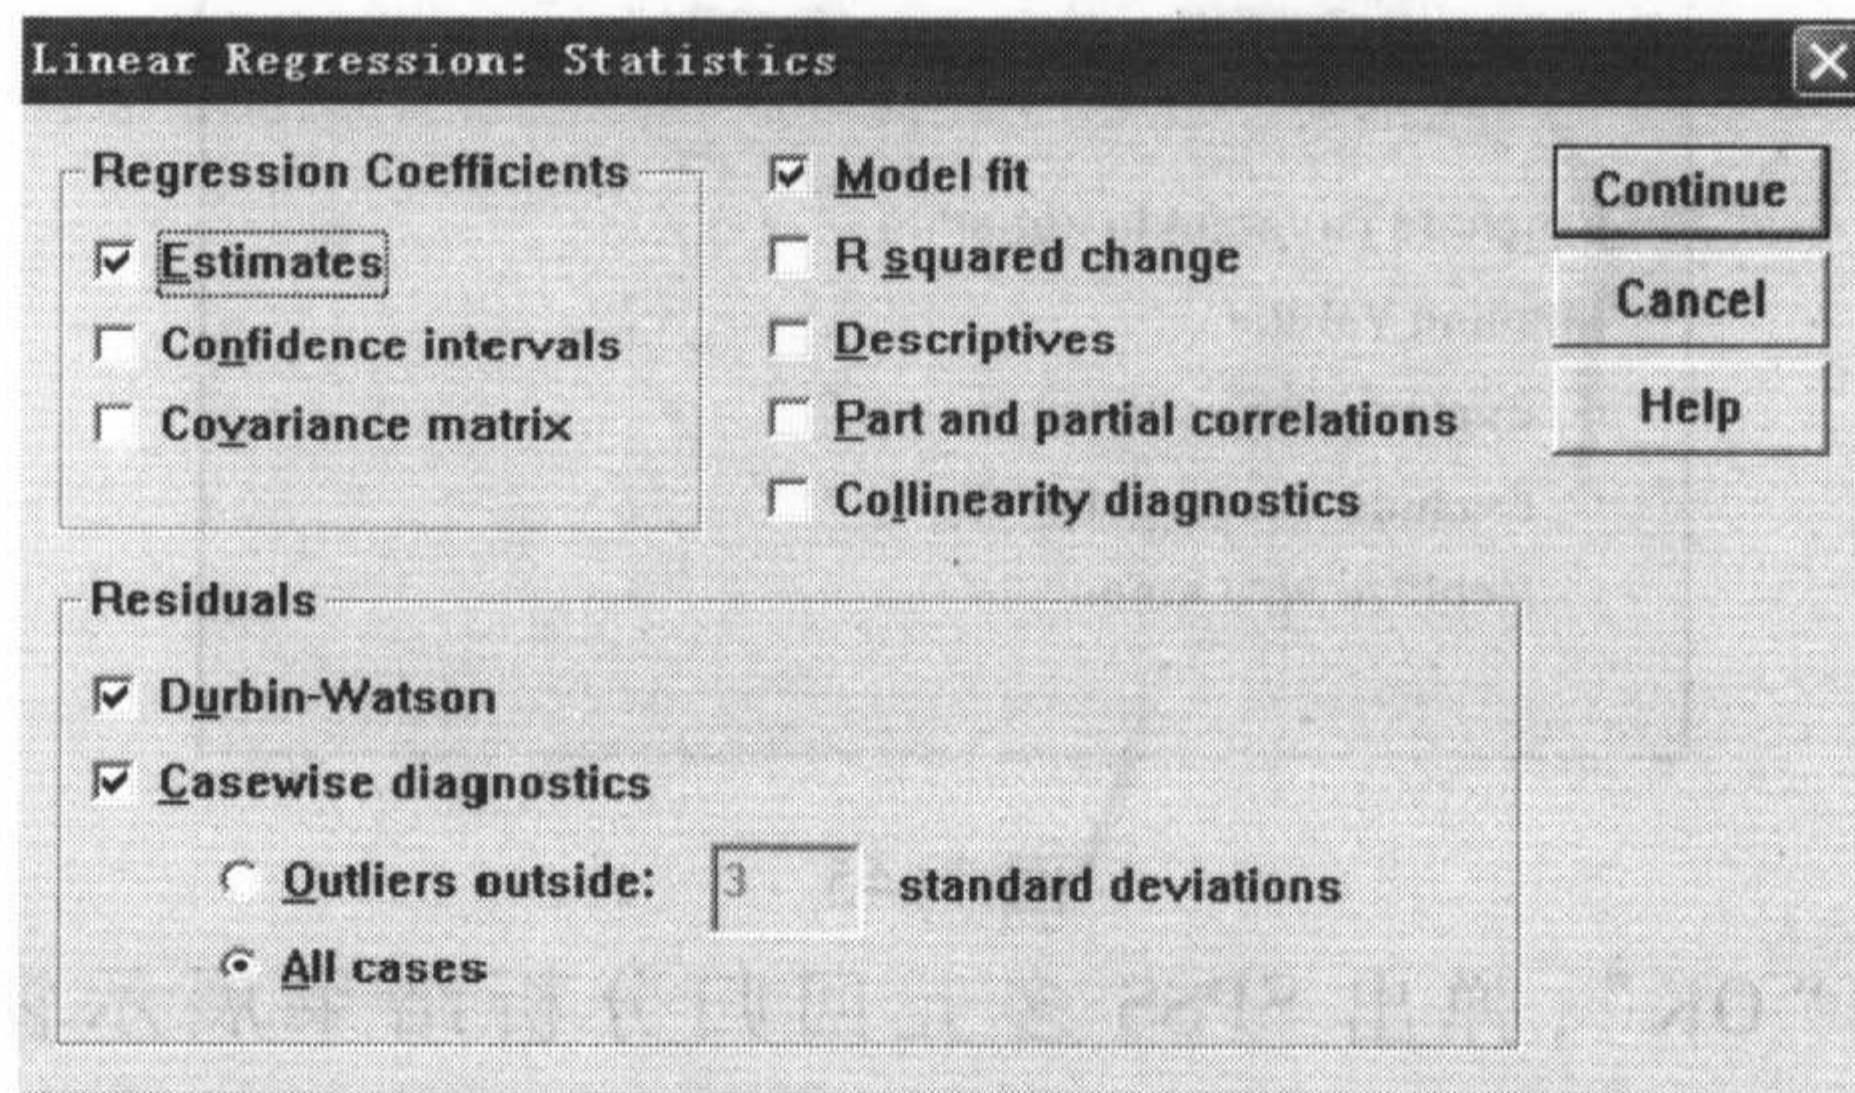 Linear Regression: Statistics
Regression Coefficients
Estimates
Confidence intervals
Covariance matrix
Model fit
R squared change
Descriptives
Part and partial correlations
Collinearity diagnostics
Continue
Cancel
Help
Residuals
Durbin-Watson
Casewise diagnostics
Outliers outside: 3 standard deviations
All cases